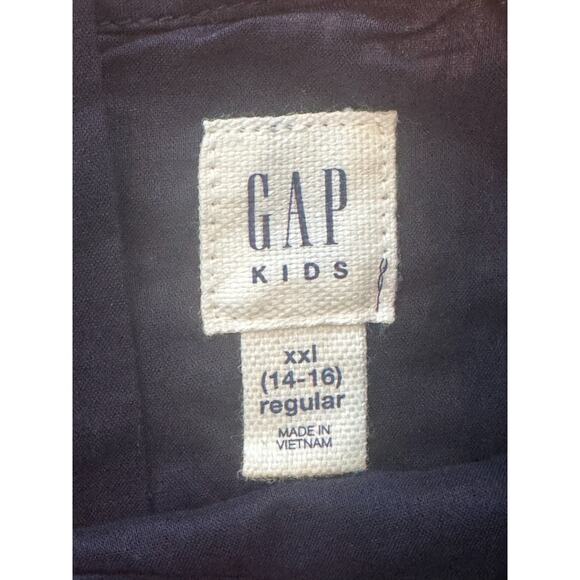 GAP
KIDS
xxl
(14-16)
regular
MADE IN
VIETNAM